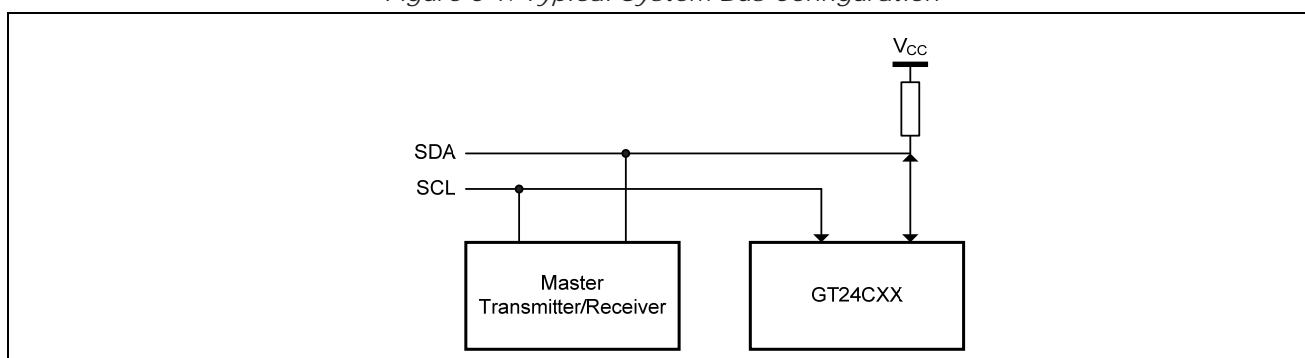 VCC
SDA
SCL
Master
Transmitter/Receiver
GT24CXX